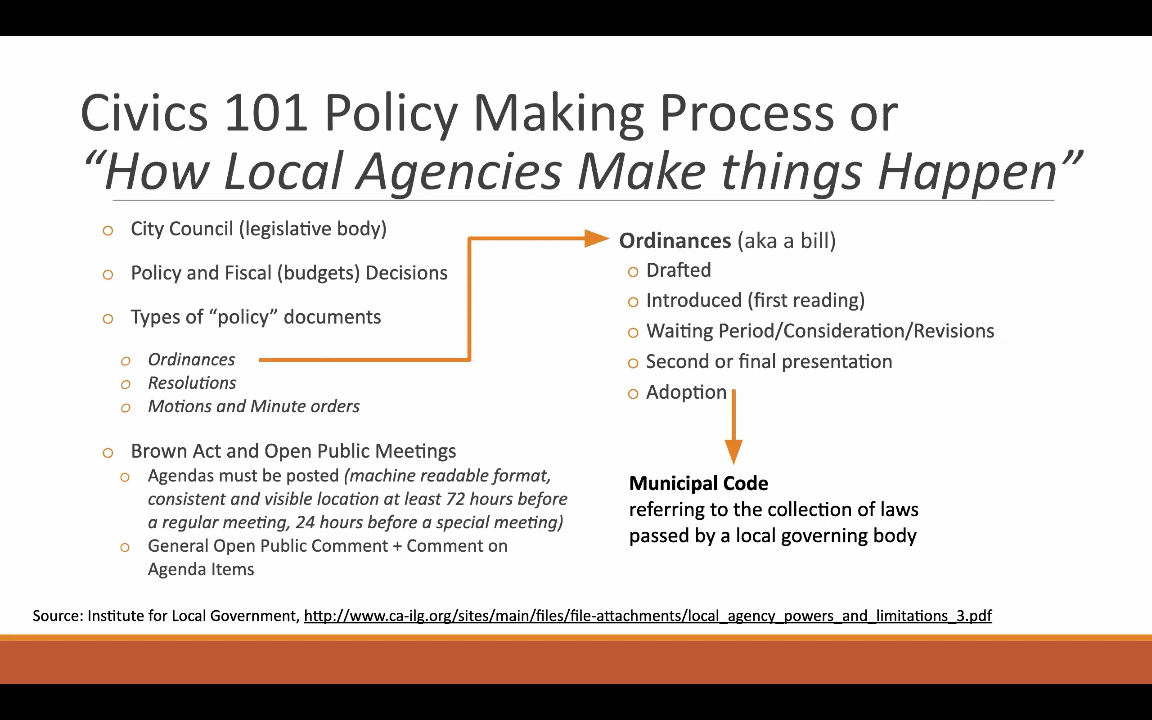 Civics 101 Policy Making Process or
“How Local Agencies Make things Happen”
o City Council (legislative body)
o Policy and Fiscal (budgets) Decisions
o Types of “policy” documents
o Ordinances
o Resolutions
o Motions and Minute orders
o Brown Act and Open Public Meetings
o Agendas must be posted (machine readable format,
consistent and visible location at least 72 hours before
a regular meeting, 24 hours before a special meeting)
o General Open Public Comment + Comment on
Agenda Items
Ordinances (aka a bill)
o Drafted
o Introduced (first reading)
o Waiting Period/Consideration/Revisions
o Second or final presentation
o Adoption
Municipal Code
referring to the collection of laws
passed by a local governing body
Source: Institute for Local Government, http://www.ca-ilg.org/sites/main/files/file-attachments/local_agency_powers_and_limitations_3.pdf